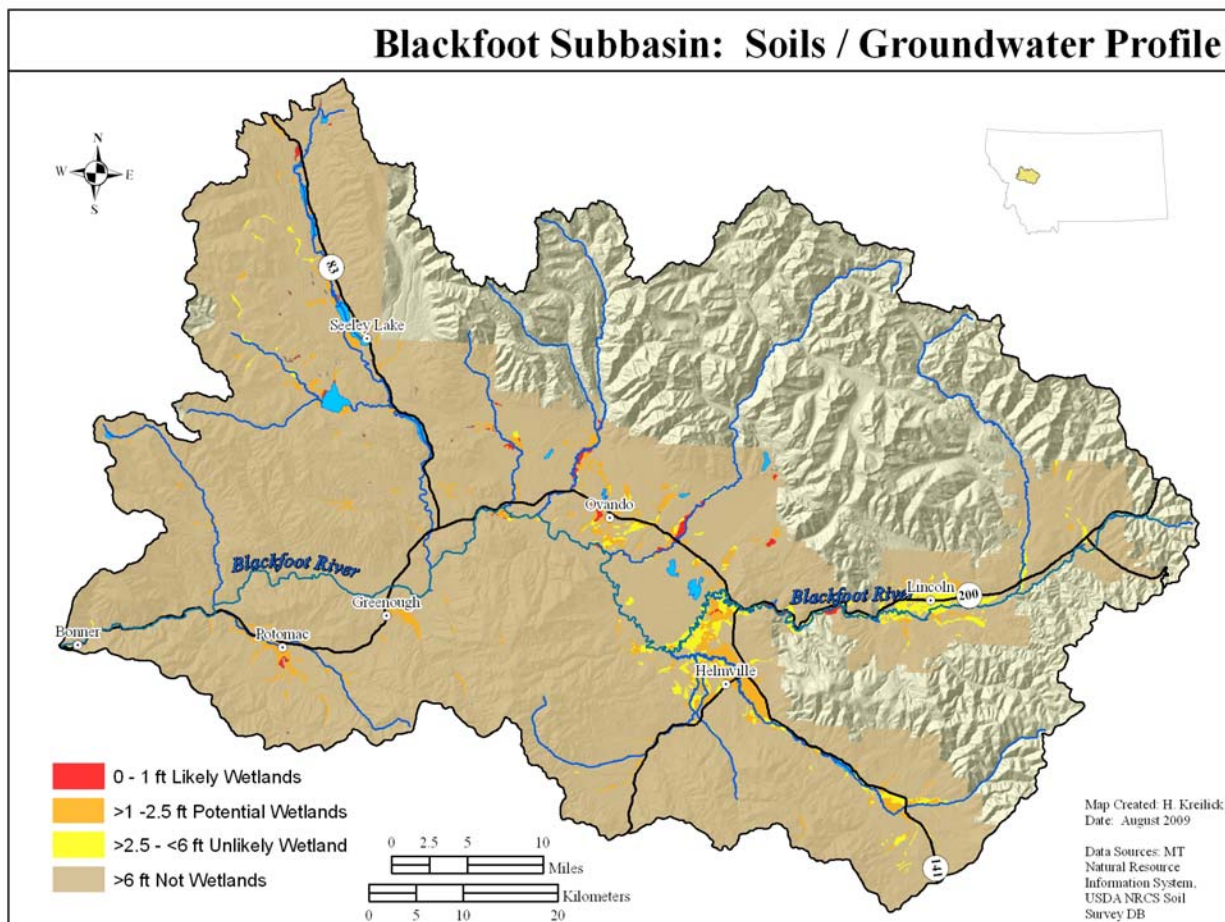 Blackfoot Subbasin: Soils / Groundwater Profile
N
W E
S
83
Seeley Lake
Ovando
Blackfoot River
Greenough
Bonner
Potomac
Blackfoot River
Lincoln
200
Helmville
141
0 - 1 ft Likely Wetlands
>1 -2.5 ft Potential Wetlands
>2.5 - <6 ft Unlikely Wetland
>6 ft Not Wetlands
0 2.5 5 10
Miles
Kilometers
0 5 10 20
Map Created: H. Kreilick
Date: August 2009
Data Sources: MT
Natural Resource
Information System,
USDA NRCS Soil
Survey DB